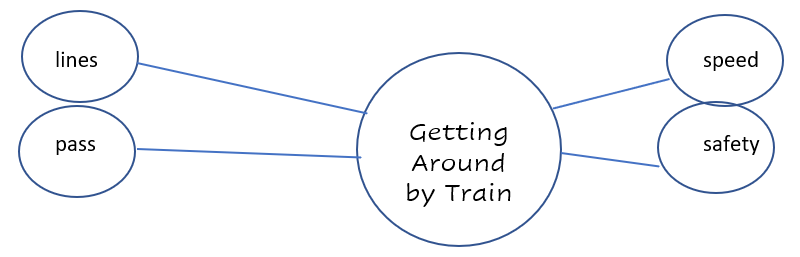 lines
pass
Getting
Around
by Train
speed
safety